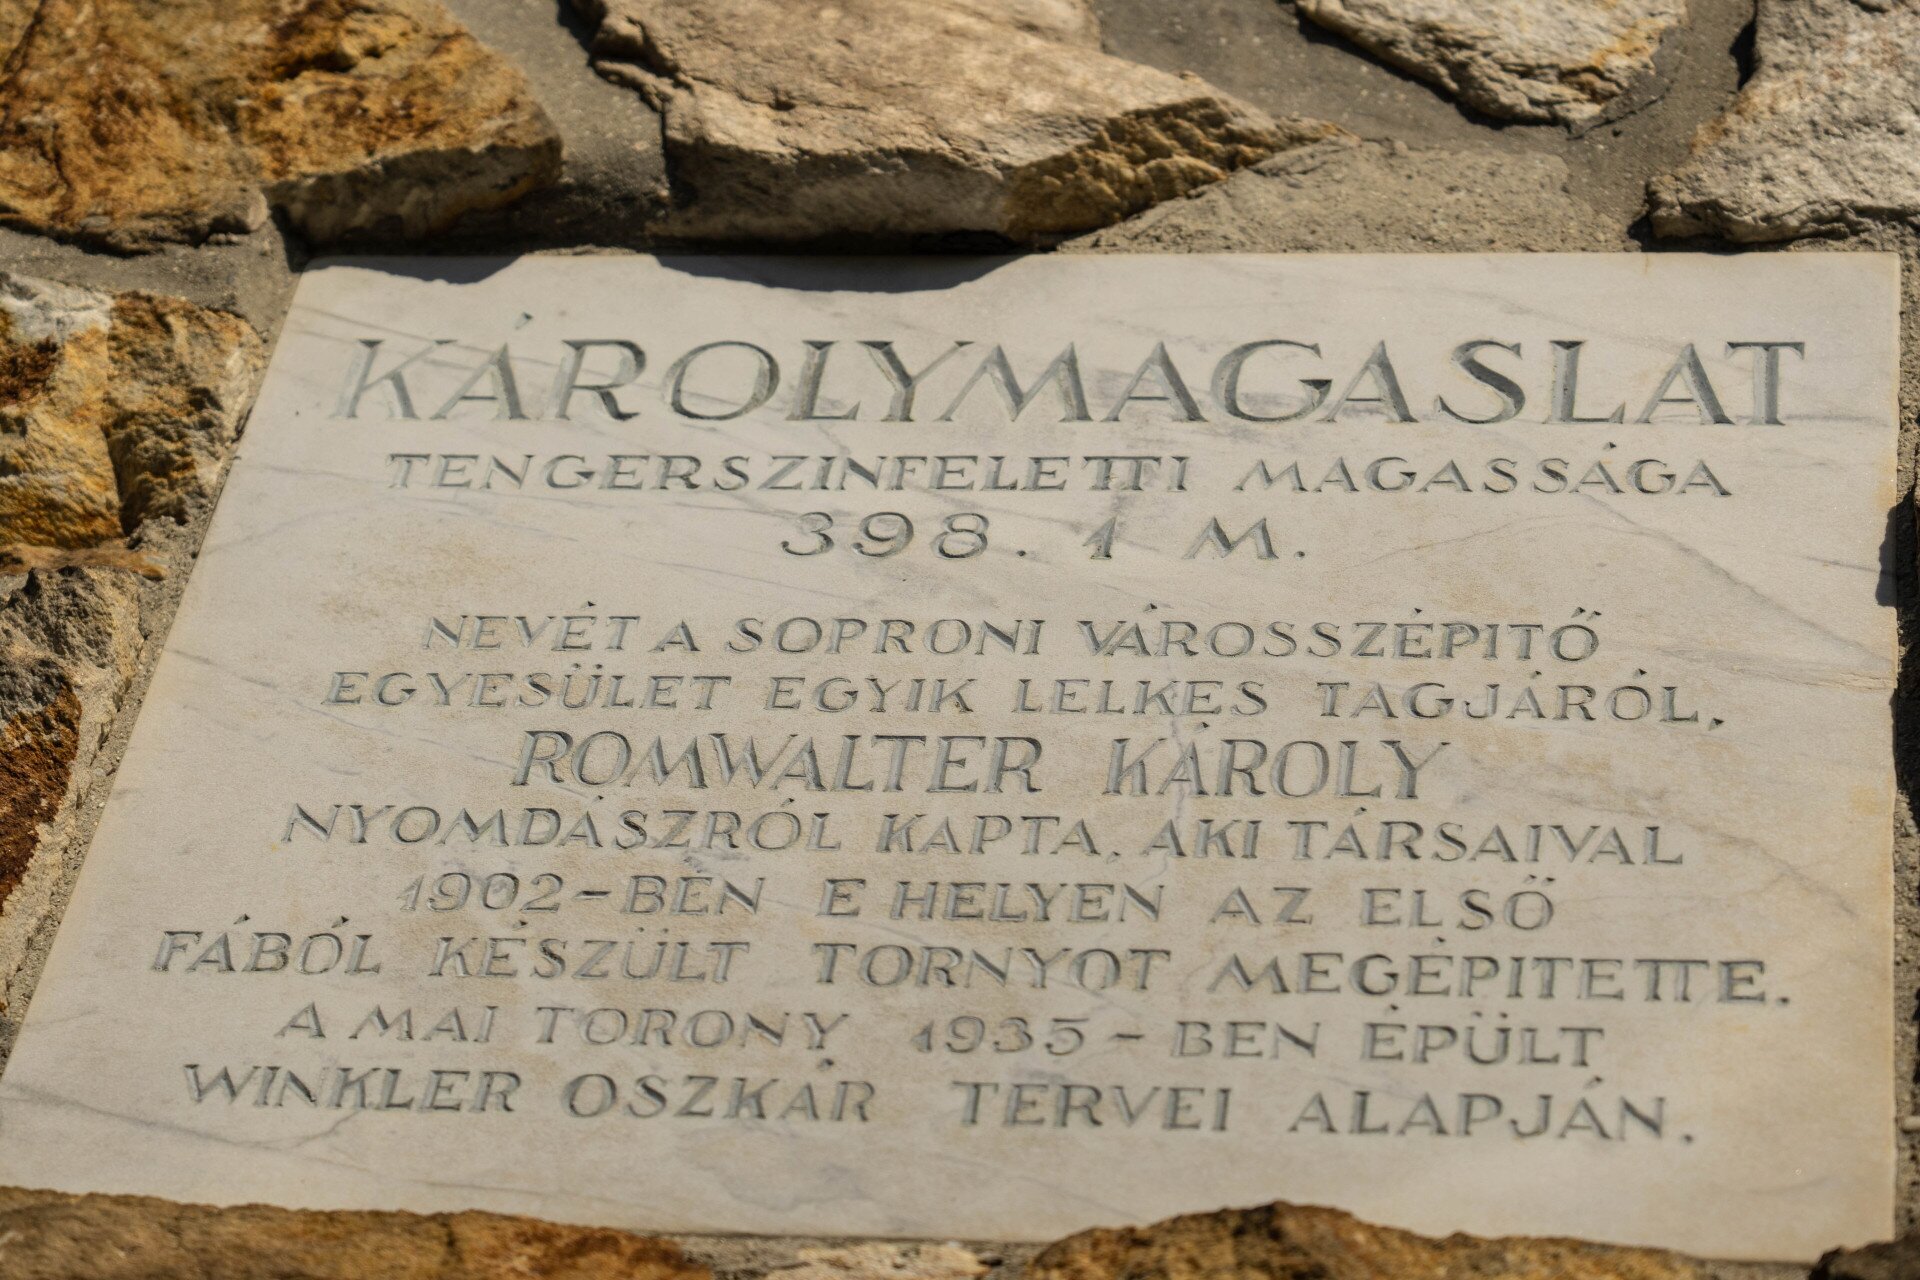 KÁROLYMAGASLAT
TENGERSZINFELETTI MAGASSÁGA
398.1 M.
NEVÉT A SOPRONI VÁROSSZÉPITŐ
EGYESÜLET EGYIK LELKES TAGJÁRÓL,
ROMWALTER KÁROLY
NYOMDÁSZRÓL KAPTA, AKI TÁRSAIVAL
1902-BEN E HELYEN AZ ELSŐ
FÁBÓL KÉSZÜLT TORNYOT MEGÉPITETTE.
A MAI TORONY 1935-BEN ÉPÜLT
WINKLER OSZKÁR TERVEI ALAPJÁN.